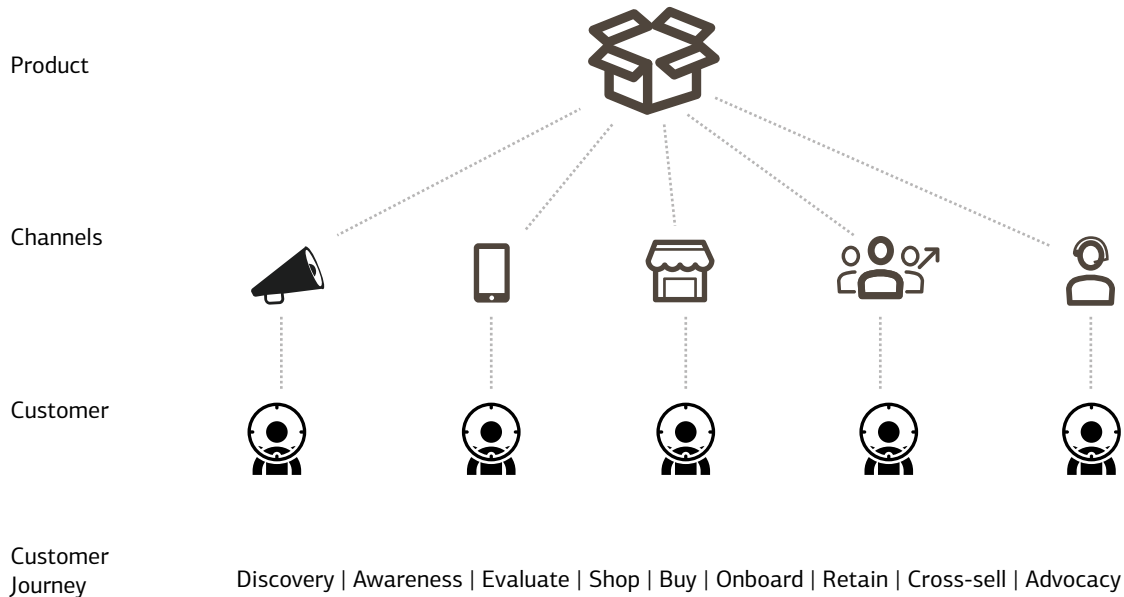 Product
Channels
Customer
Customer
Journey
Discovery | Awareness | Evaluate | Shop | Buy | Onboard | Retain | Cross-sell | Advocacy